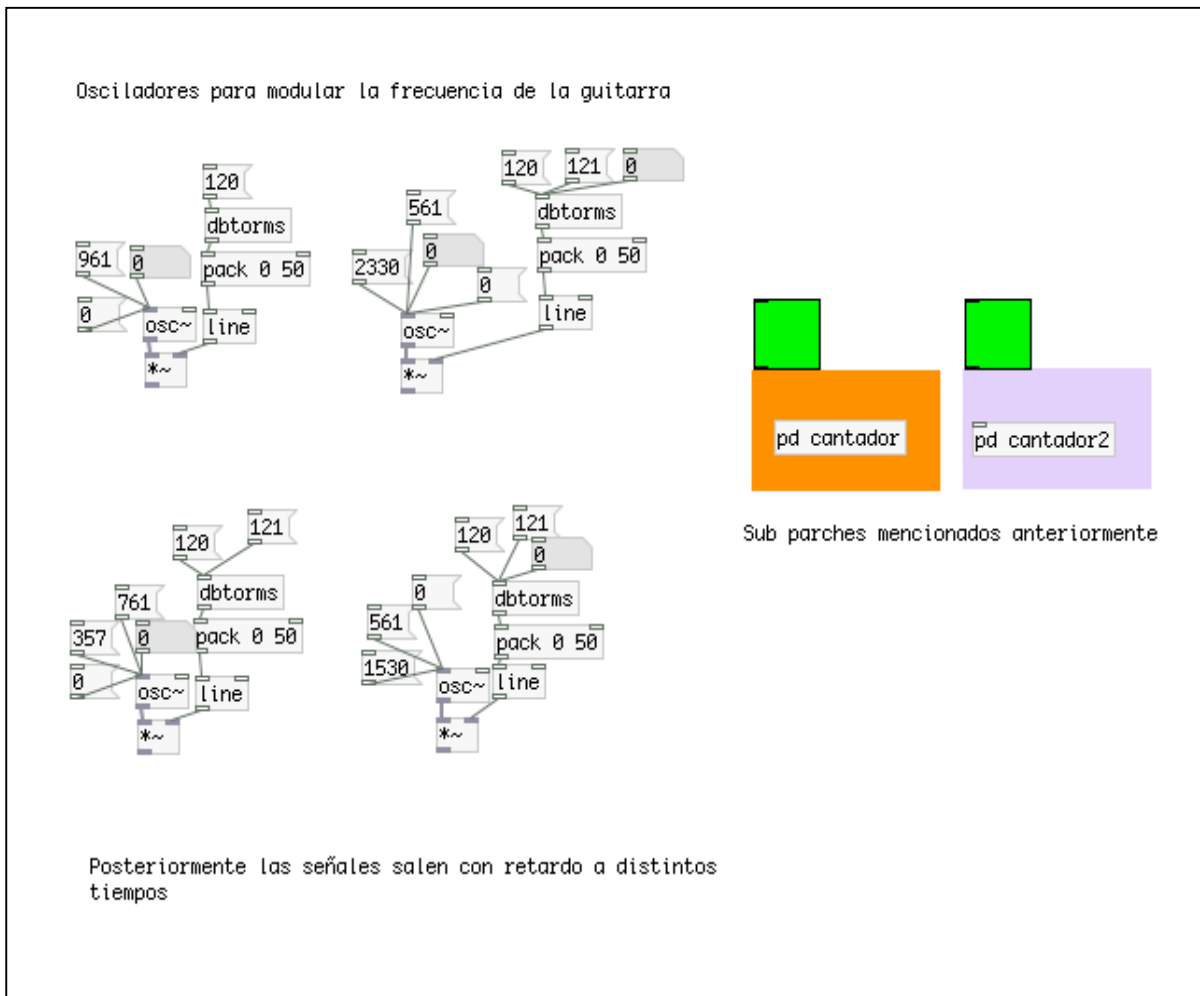 Osciladores para modular la frecuencia de la guitarra
120
961
0
dbtorms
pack 0 50
0
osc~
line
*~
120
121
0
561
dbtorms
0
2330
pack 0 50
0
osc~
line
*~
pd cantador
pd cantador2
Sub parches mencionados anteriormente
120
121
dbtorms
761
357
0
pack 0 50
0
osc~
line
*~
120
121
0
0
dbtorms
561
pack 0 50
1530
osc~
line
*~
Posteriormente las señales salen con retardo a distintos
tiempos